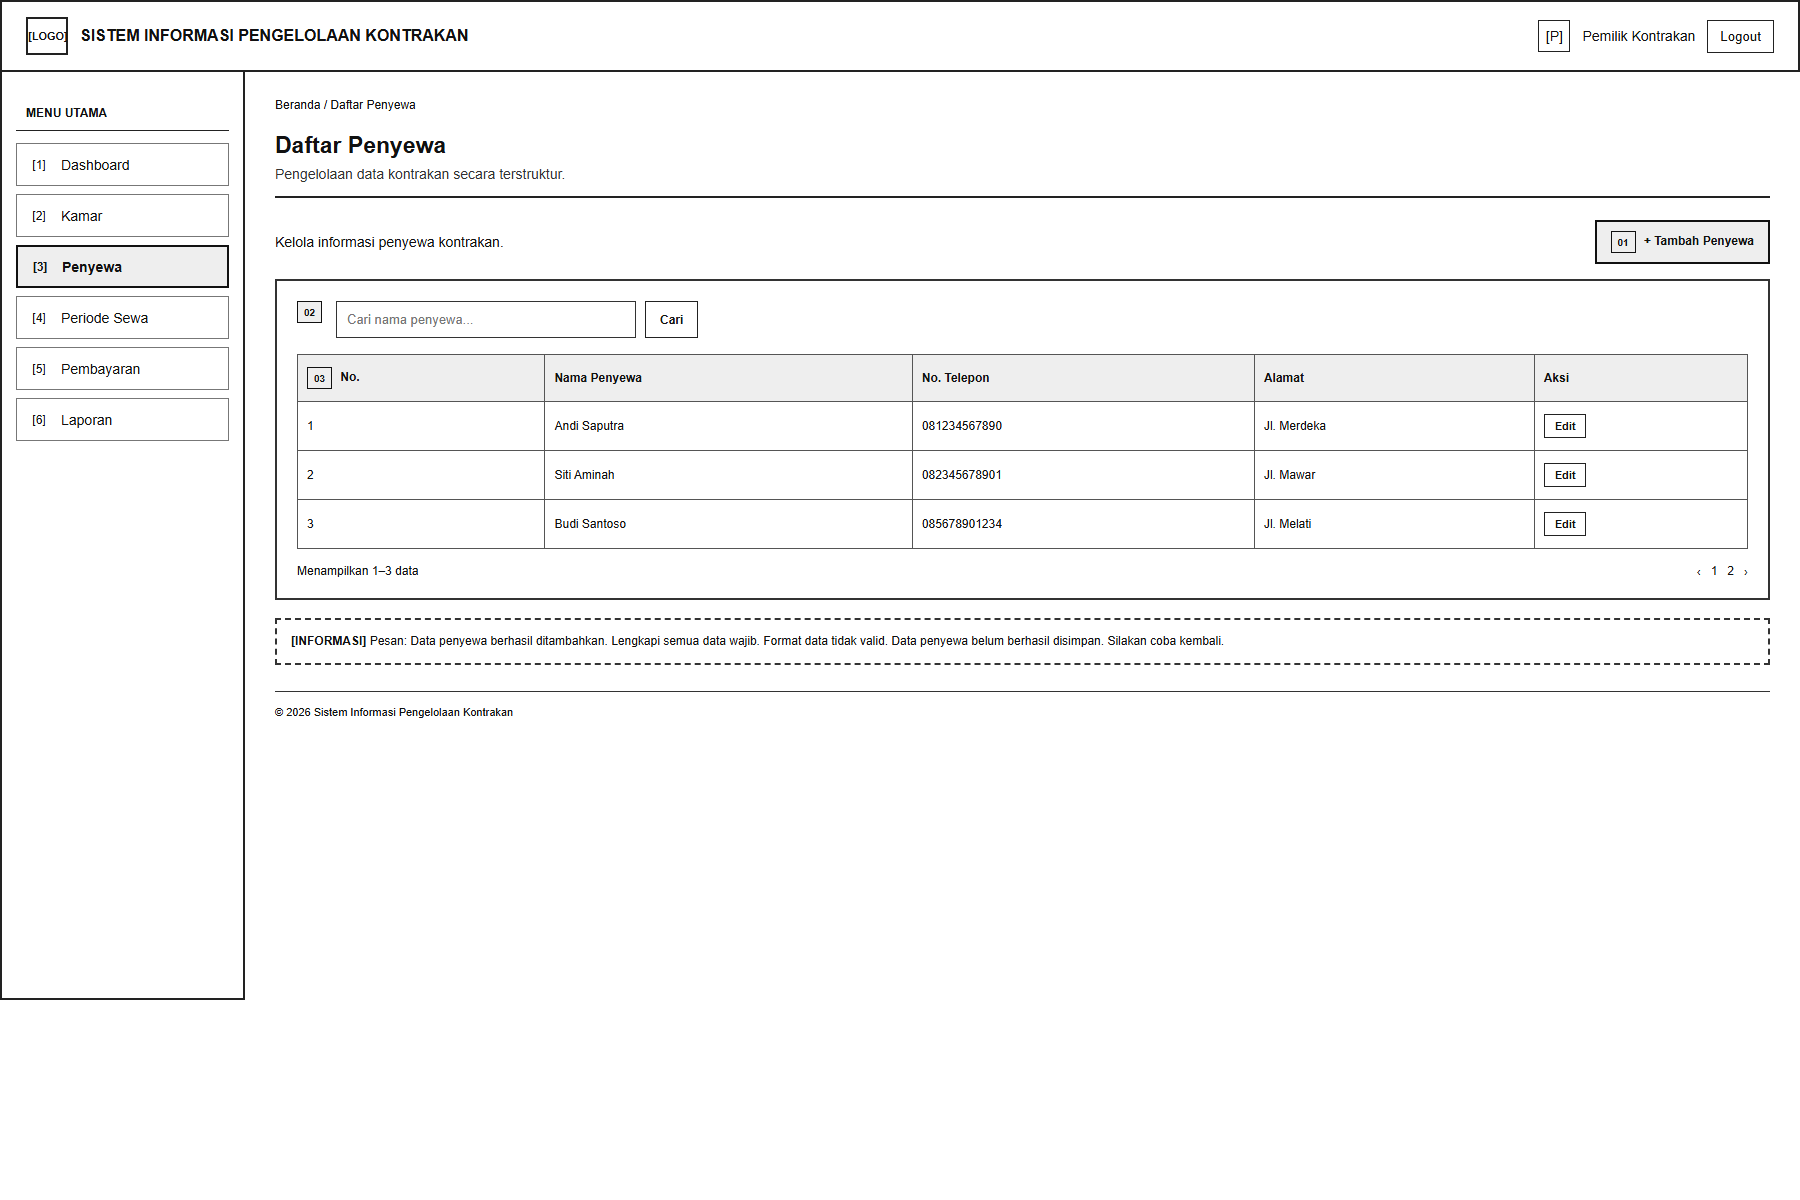 [LOGO] SISTEM INFORMASI PENGELOLAAN KONTRAKAN [P] Pemilik Kontrakan Logout
MENU UTAMA
[1] Dashboard
[2] Kamar
[3] Penyewa
[4] Periode Sewa
[5] Pembayaran
[6] Laporan
Beranda / Daftar Penyewa
Daftar Penyewa
Pengelolaan data kontrakan secara terstruktur.
Kelola informasi penyewa kontrakan. 01 + Tambah Penyewa
02 Cari nama penyewa... Cari
03 No. Nama Penyewa No. Telepon Alamat Aksi
1 Andi Saputra 081234567890 Jl. Merdeka Edit
2 Siti Aminah 082345678901 Jl. Mawar Edit
3 Budi Santoso 085678901234 Jl. Melati Edit
Menampilkan 1–3 data ‹ 1 2 ›
[INFORMASI] Pesan: Data penyewa berhasil ditambahkan. Lengkapi semua data wajib. Format data tidak valid. Data penyewa belum berhasil disimpan. Silakan coba kembali.
© 2026 Sistem Informasi Pengelolaan Kontrakan